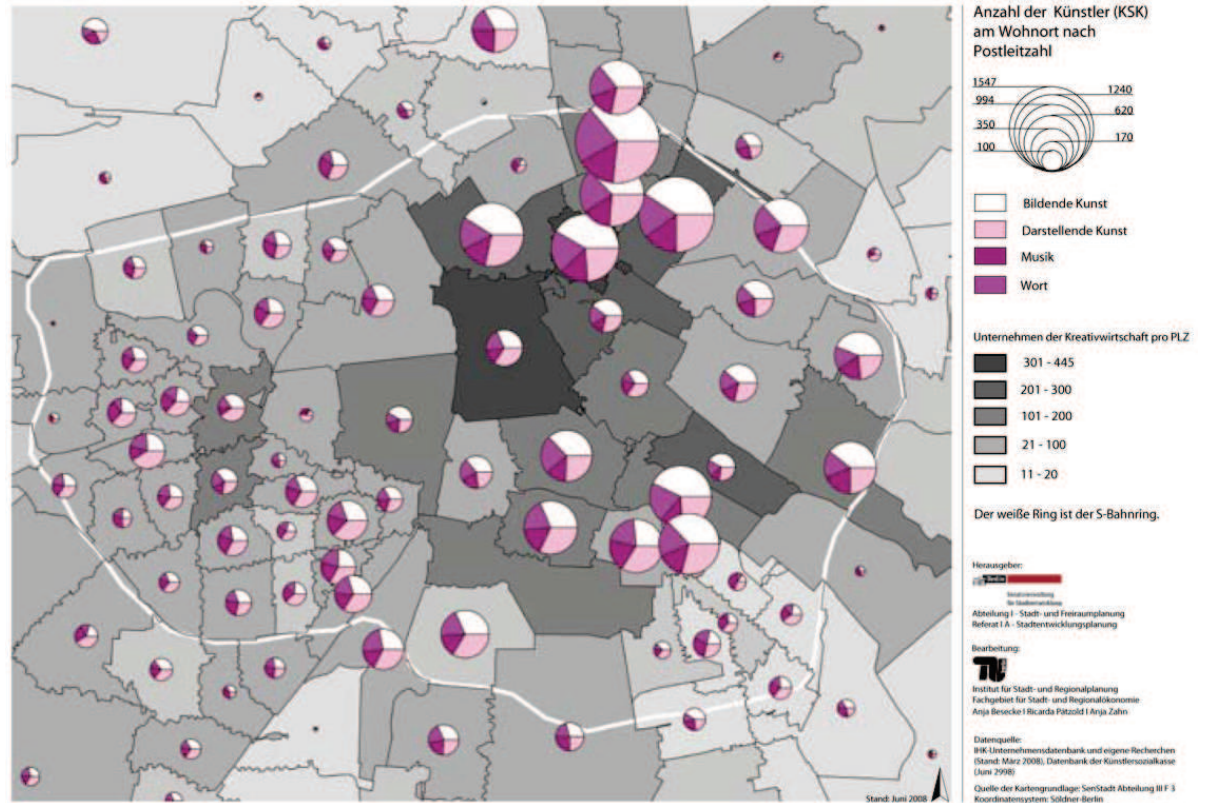 Anzahl der Künstler (KSK)
am Wohnort nach
Postleitzahl
1547
1240
994
620
350
170
100
Bildende Kunst
Darstellende Kunst
Musik
Wort
Unternehmen der Kreativwirtschaft pro PLZ
301 - 445
201 - 300
101 - 200
21 - 100
11 - 20
Der weiße Ring ist der S-Bahnring.
Herausgeber:
Senatsverwaltung
für Stadtentwicklung
Abteilung I - Stadt- und Freiraumplanung
Referat I A - Stadtentwicklungsplanung
Bearbeitung:
Institut für Stadt- und Regionalplanung
Fachgebiet für Stadt- und Regionalökonomie
Anja Besecke I Ricarda Pätzold I Anja Zahn
Datenquelle:
IHK-Unternehmensdatenbank und eigene Recherchen
(Stand: März 2008), Datenbank der Künstlersozialkasse
(Juni 2998)
Quelle der Kartengrundlage: SenStadt Abteilung III F 3
Koordinatensystem: Söldner-Berlin
Stand: Juni 2008